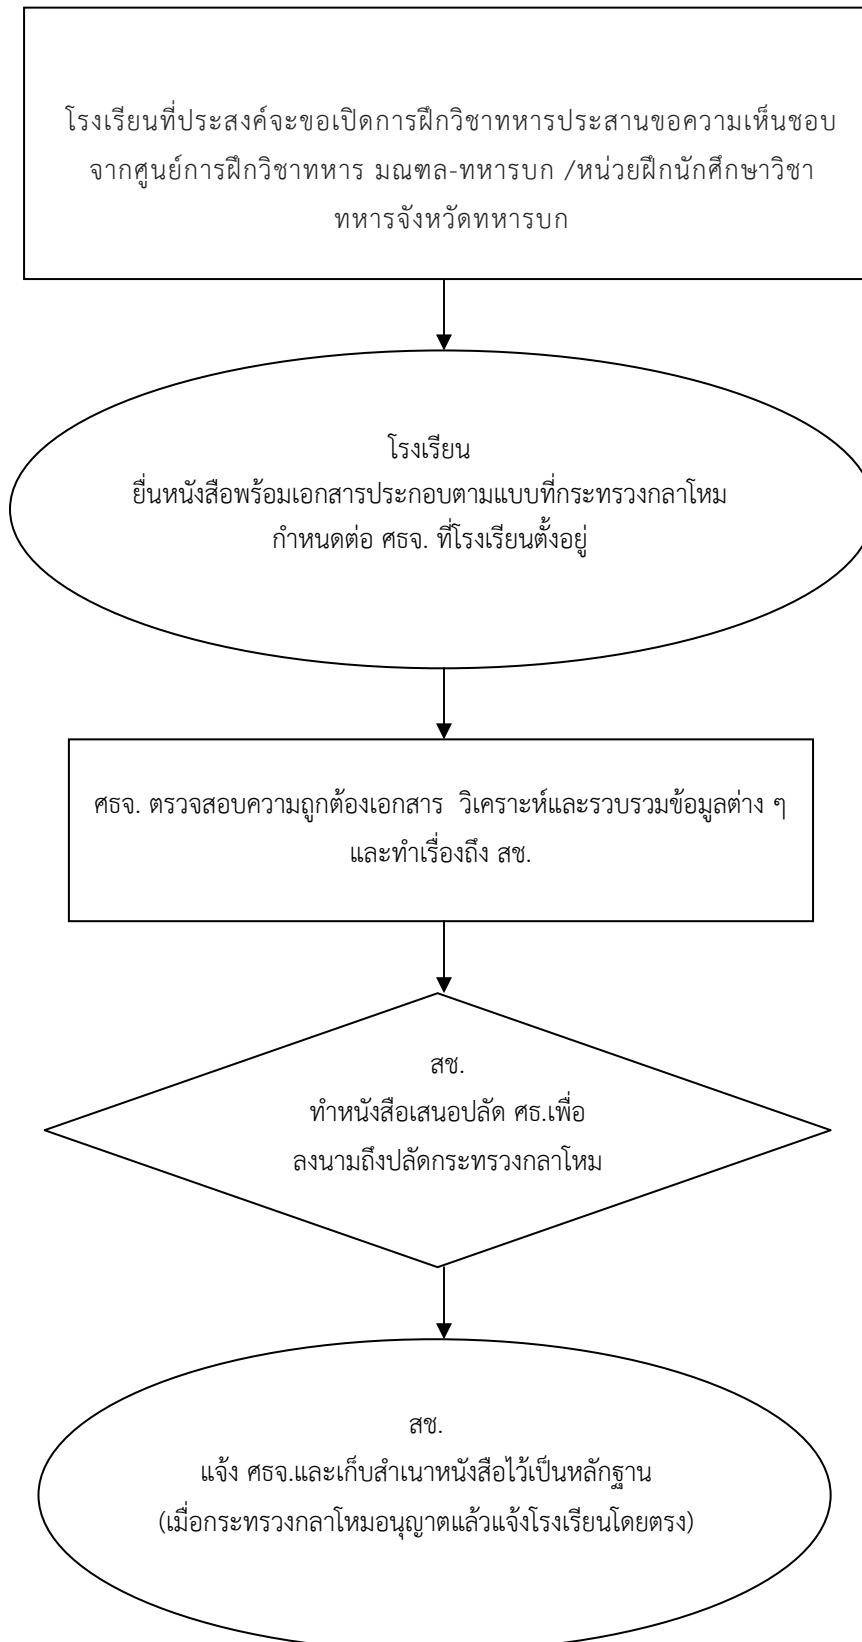 โรงเรียนที่ประสงค์จะขอเปิดการฝึกวิชาทหารประสานขอความเห็นชอบ
จากศูนย์การฝึกวิชาทหาร มณฑล-ทหารบก /หน่วยฝึกนักศึกษาวิชา
ทหารจังหวัดทหารบก
โรงเรียน
ยื่นหนังสือพร้อมเอกสารประกอบตามแบบที่กระทรวงกลาโหม
กำหนดต่อ ศธจ. ที่โรงเรียนตั้งอยู่
ศธจ. ตรวจสอบความถูกต้องเอกสาร  วิเคราะห์และรวบรวมข้อมูลต่าง ๆ
และทำเรื่องถึง สช.
สช.
ทำหนังสือเสนอปลัด ศธ.เพื่อ
ลงนามถึงปลัดกระทรวงกลาโหม
สช.
แจ้ง ศธจ.และเก็บสำเนาหนังสือไว้เป็นหลักฐาน
(เมื่อกระทรวงกลาโหมอนุญาตแล้วแจ้งโรงเรียนโดยตรง)